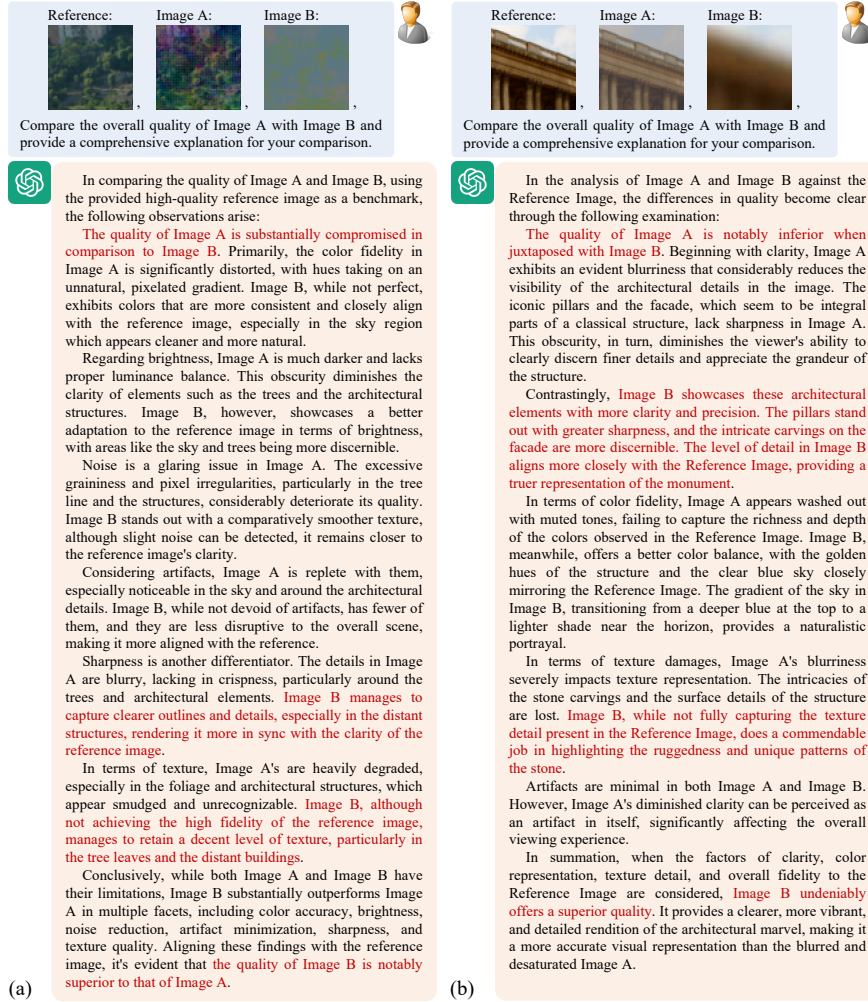 Reference:
Image A:
Image B:
,
,
,
Compare the overall quality of Image A with Image B and
provide a comprehensive explanation for your comparison.
In comparing the quality of Image A and Image B, using
the provided high-quality reference image as a benchmark,
the following observations arise:
The quality of Image A is substantially compromised in
comparison to Image B. Primarily, the color fidelity in
Image A is significantly distorted, with hues taking on an
unnatural, pixelated gradient. Image B, while not perfect,
exhibits colors that are more consistent and closely align
with the reference image, especially in the sky region
which appears cleaner and more natural.
Regarding brightness, Image A is much darker and lacks
proper luminance balance. This obscurity diminishes the
clarity of elements such as the trees and the architectural
structures. Image B, however, showcases a better
adaptation to the reference image in terms of brightness,
with areas like the sky and trees being more discernible.
Noise is a glaring issue in Image A. The excessive
graininess and pixel irregularities, particularly in the tree
line and the structures, considerably deteriorate its quality.
Image B stands out with a comparatively smoother texture,
although slight noise can be detected, it remains closer to
the reference image's clarity.
Considering artifacts, Image A is replete with them,
especially noticeable in the sky and around the architectural
details. Image B, while not devoid of artifacts, has fewer of
them, and they are less disruptive to the overall scene,
making it more aligned with the reference.
Sharpness is another differentiator. The details in Image
A are blurry, lacking in crispness, particularly around the
trees and architectural elements. Image B manages to
capture clearer outlines and details, especially in the distant
structures, rendering it more in sync with the clarity of the
reference image.
In terms of texture, Image A's are heavily degraded,
especially in the foliage and architectural structures, which
appear smudged and unrecognizable. Image B, although
not achieving the high fidelity of the reference image,
manages to retain a decent level of texture, particularly in
the tree leaves and the distant buildings.
Conclusively, while both Image A and Image B have
their limitations, Image B substantially outperforms Image
A in multiple facets, including color accuracy, brightness,
noise reduction, artifact minimization, sharpness, and
texture quality. Aligning these findings with the reference
image, it's evident that the quality of Image B is notably
superior to that of Image A.
(a)
Reference:
Image A:
Image B:
,
,
,
Compare the overall quality of Image A with Image B and
provide a comprehensive explanation for your comparison.
In the analysis of Image A and Image B against the
Reference Image, the differences in quality become clear
through the following examination:
The quality of Image A is notably inferior when
juxtaposed with Image B. Beginning with clarity, Image A
exhibits an evident blurriness that considerably reduces the
visibility of the architectural details in the image. The
iconic pillars and the facade, which seem to be integral
parts of a classical structure, lack sharpness in Image A.
This obscurity, in turn, diminishes the viewer's ability to
clearly discern finer details and appreciate the grandeur of
the structure.
Contrastingly, Image B showcases these architectural
elements with more clarity and precision. The pillars stand
out with greater sharpness, and the intricate carvings on the
facade are more discernible. The level of detail in Image B
aligns more closely with the Reference Image, providing a
truer representation of the monument.
In terms of color fidelity, Image A appears washed out
with muted tones, failing to capture the richness and depth
of the colors observed in the Reference Image. Image B,
meanwhile, offers a better color balance, with the golden
hues of the structure and the clear blue sky closely
mirroring the Reference Image. The gradient of the sky in
Image B, transitioning from a deeper blue at the top to a
lighter shade near the horizon, provides a naturalistic
portrayal.
In terms of texture damages, Image A's blurriness
severely impacts texture representation. The intricacies of
the stone carvings and the surface details of the structure
are lost. Image B, while not fully capturing the texture
detail present in the Reference Image, does a commendable
job in highlighting the ruggedness and unique patterns of
the stone.
Artifacts are minimal in both Image A and Image B.
However, Image A's diminished clarity can be perceived as
an artifact in itself, significantly affecting the overall
viewing experience.
In summation, when the factors of clarity, color
representation, texture detail, and overall fidelity to the
Reference Image are considered, Image B undeniably
offers a superior quality. It provides a clearer, more vibrant,
and detailed rendition of the architectural marvel, making it
a more accurate visual representation than the blurred and
desaturated Image A.
(b)